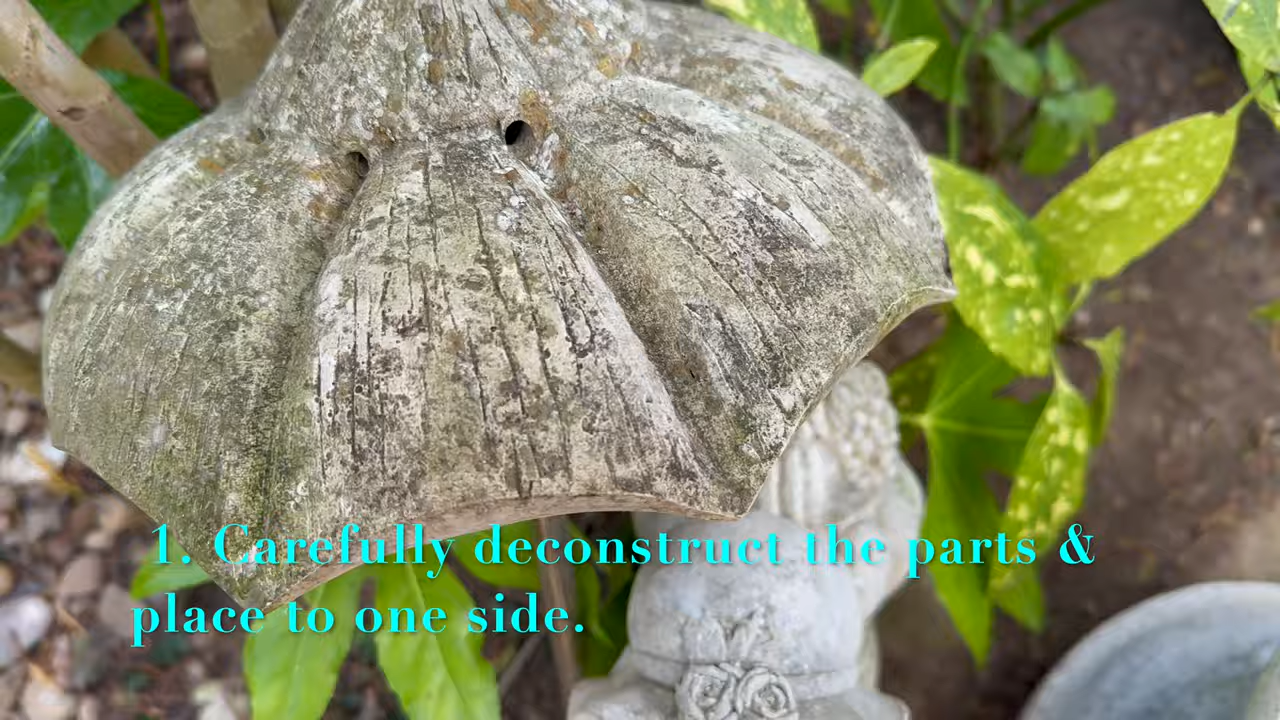 1. Carefully deconstruct the parts &
place to one side.